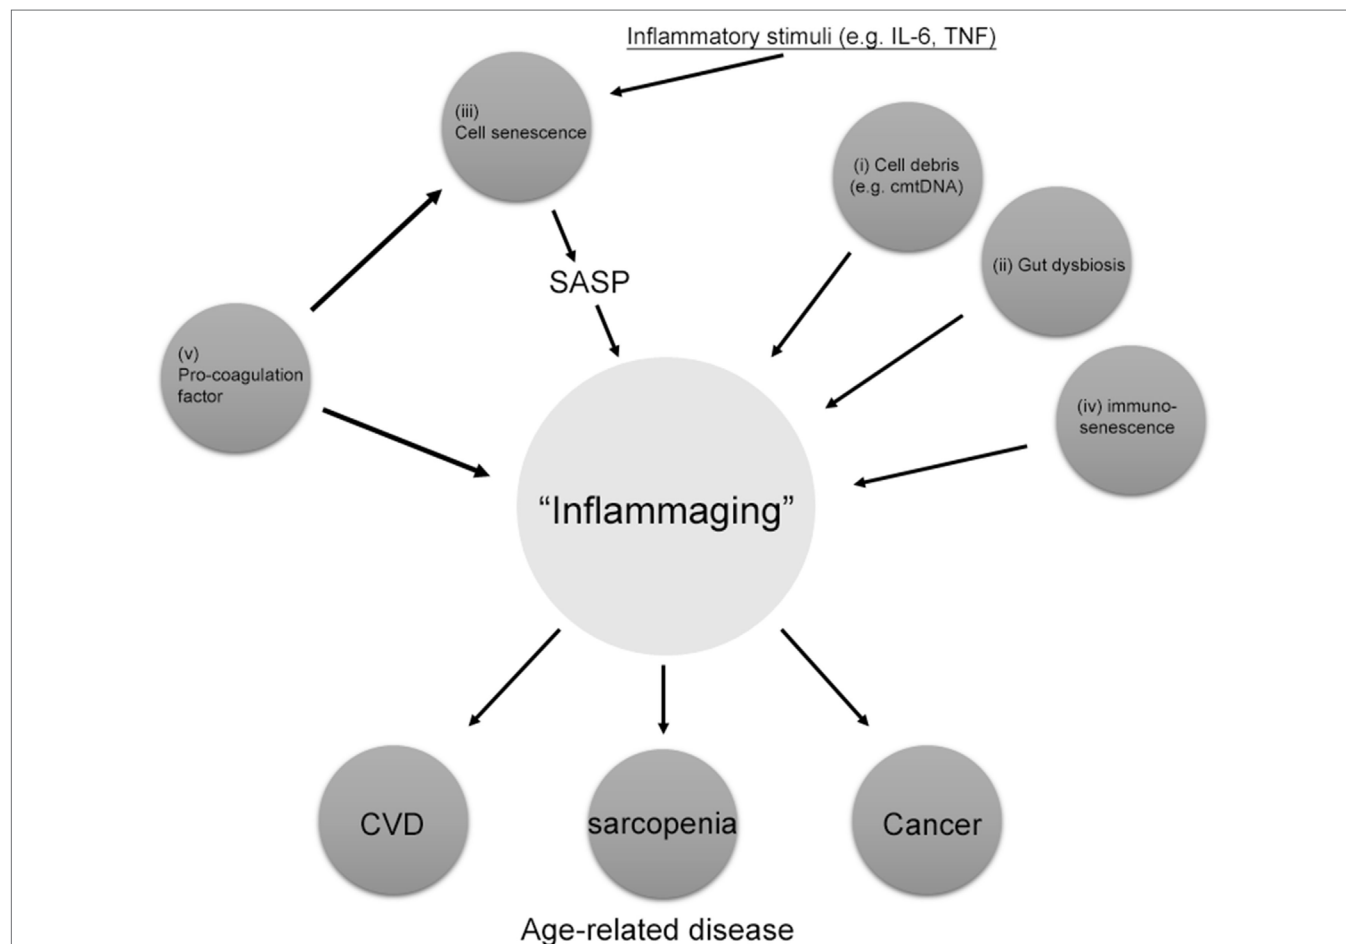 Inflammatory stimuli (e.g. IL-6, TNF)
(iii)
Cell senescence
(i) Cell debris
(e.g. cmtDNA)
(ii) Gut dysbiosis
SASP
(v)
Pro-coagulation
factor
(iv) immuno-
senescence
“Inflammaging”
CVD
sarcopenia
Cancer
Age-related disease